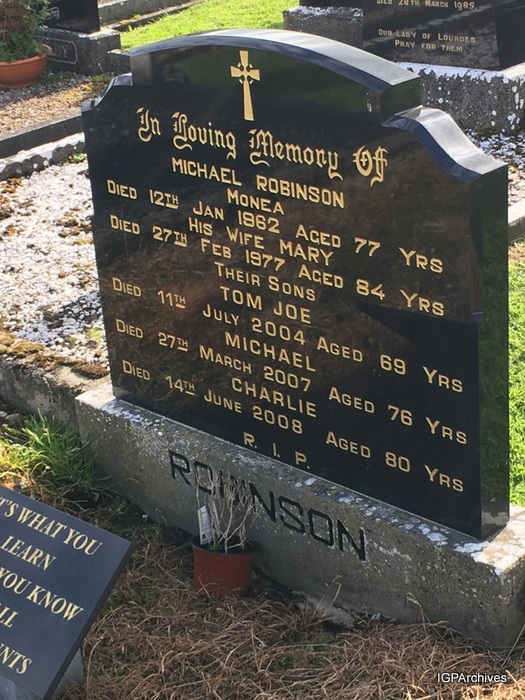 DIED 28TH MARCH 1985
OUR LADY OF LOURDES
PRAY FOR THEM
In Loving Memory Of
MICHAEL ROBINSON
MONEA
DIED 12TH JAN 1962 AGED 77 YRS
HIS WIFE MARY
DIED 27TH FEB 1977 AGED 84 YRS
THEIR SONS
TOM JOE
DIED 11TH JULY 2004 AGED 69 YRS
MICHAEL
DIED 27TH MARCH 2007 AGED 76 YRS
CHARLIE
DIED 14TH JUNE 2008 AGED 80 YRS
R. I. P.
ROBINSON
T'S WHAT YOU
LEARN
YOU KNOW
LL
NTS
IGPArchives